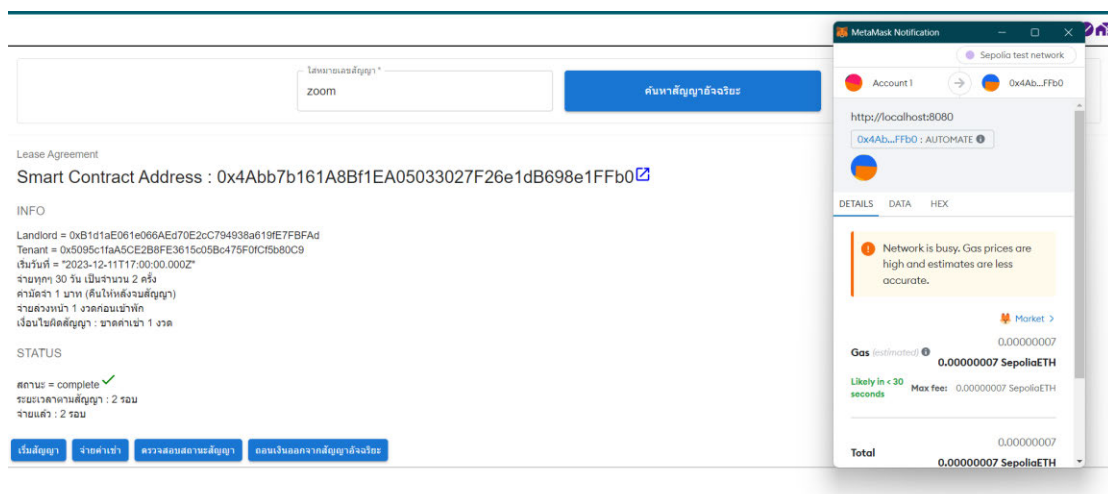 ใส่หมายเลขสัญญา *
zoom
ค้นหาสัญญาอัจฉริยะ
Lease Agreement
Smart Contract Address : 0x4Abb7b161A8Bf1EA05033027F26e1dB698e1FFb0
INFO
Landlord = 0xB1d1aE061e066AEd70E2cC794938a619fE7FBFAd
Tenant = 0x5095c1faA5CE2B8FE3615c05Bc475F0fCf5b80C9
เริ่มวันที่ = "2023-12-11T17:00:00.000Z"
จ่ายทุกๆ 30 วัน เป็นจำนวน 2 ครั้ง
ค่ามัดจำ 1 บาท (คืนให้หลังจบสัญญา)
จ่ายล่วงหน้า 1 งวดก่อนเข้าพัก
เงื่อนไขผิดสัญญา : ขาดค่าเช่า 1 งวด
STATUS
สถานะ = complete
ระยะเวลาตามสัญญา : 2 รอบ
จ่ายแล้ว : 2 รอบ
เริ่มสัญญา
จ่ายค่าเช่า
ตรวจสอบสถานะสัญญา
ถอนเงินออกจากสัญญาอัจฉริยะ
MetaMask Notification
Sepolia test network
Account 1
0x4Ab...FFb0
http://localhost:8080
0x4Ab...FFb0 : AUTOMATE
DETAILS DATA HEX
Network is busy. Gas prices are
high and estimates are less
accurate.
Market >
0.00000007
Gas (estimated)
0.00000007 SepoliaETH
Likely in < 30
seconds
Max fee: 0.00000007 SepoliaETH
0.00000007
Total
0.00000007 SepoliaETH